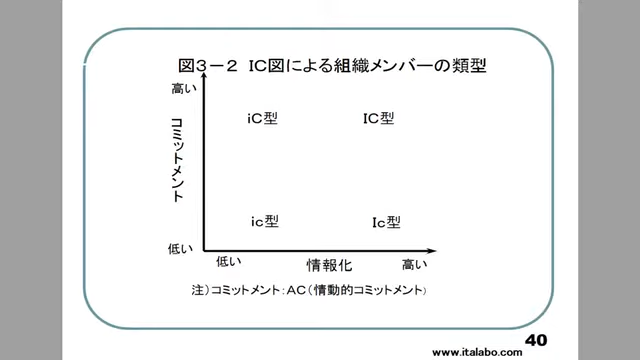 図3-2 IC図による組織メンバーの類型
高い
iC型 IC型
コミットメント
ic型 Ic型
低い
低い 情報化 高い
注)コミットメント:AC(情動的コミットメント)
40
www.italabo.com